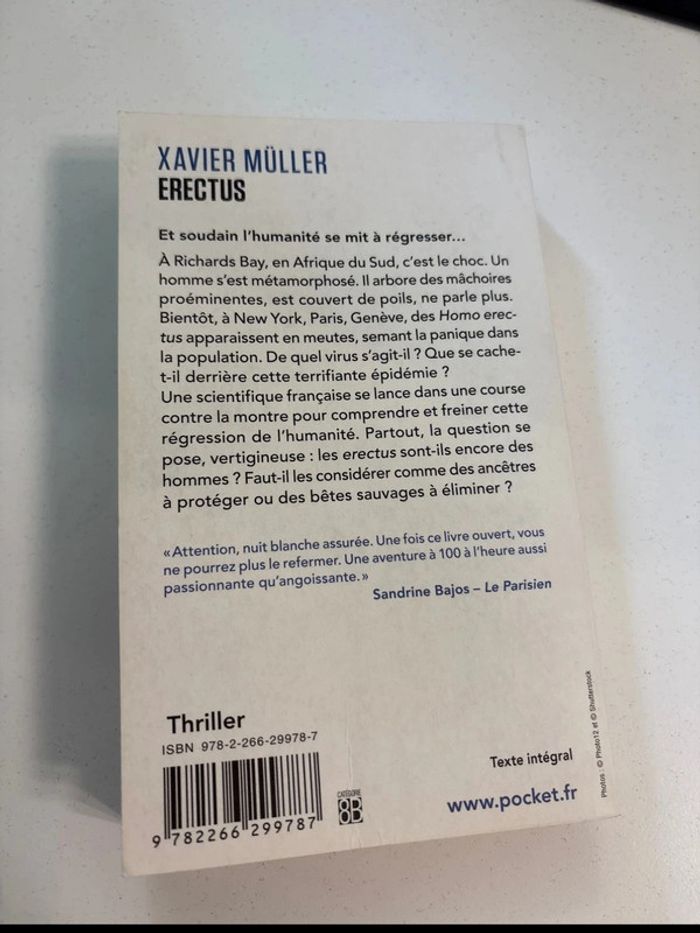 XAVIER MÜLLER
ERECTUS
Et soudain l'humanité se mit à régresser...
À Richards Bay, en Afrique du Sud, c'est le choc. Un
homme s'est métamorphosé. Il arbore des mâchoires
proéminentes, est couvert de poils, ne parle plus.
Bientôt, à New York, Paris, Genève, des Homo erec-
tus apparaissent en meutes, semant la panique dans
la population. De quel virus s'agit-il ? Que se cache-
t-il derrière cette terrifiante épidémie ?
Une scientifique française se lance dans une course
contre la montre pour comprendre et freiner cette
régression de l'humanité. Partout, la question se
pose, vertigineuse : les erectus sont-ils encore des
hommes ? Faut-il les considérer comme des ancêtres
à protéger ou des bêtes sauvages à éliminer ?
« Attention, nuit blanche assurée. Une fois ce livre ouvert, vous
ne pourrez plus le refermer. Une aventure à 100 à l'heure aussi
passionnante qu'angoissante. »
Sandrine Bajos – Le Parisien
Thriller
ISBN 978-2-266-29978-7
9 782266 299787
CATÉGORIE
8B
Texte intégral
www.pocket.fr
Photos : © Photo12 et © Shutterstock